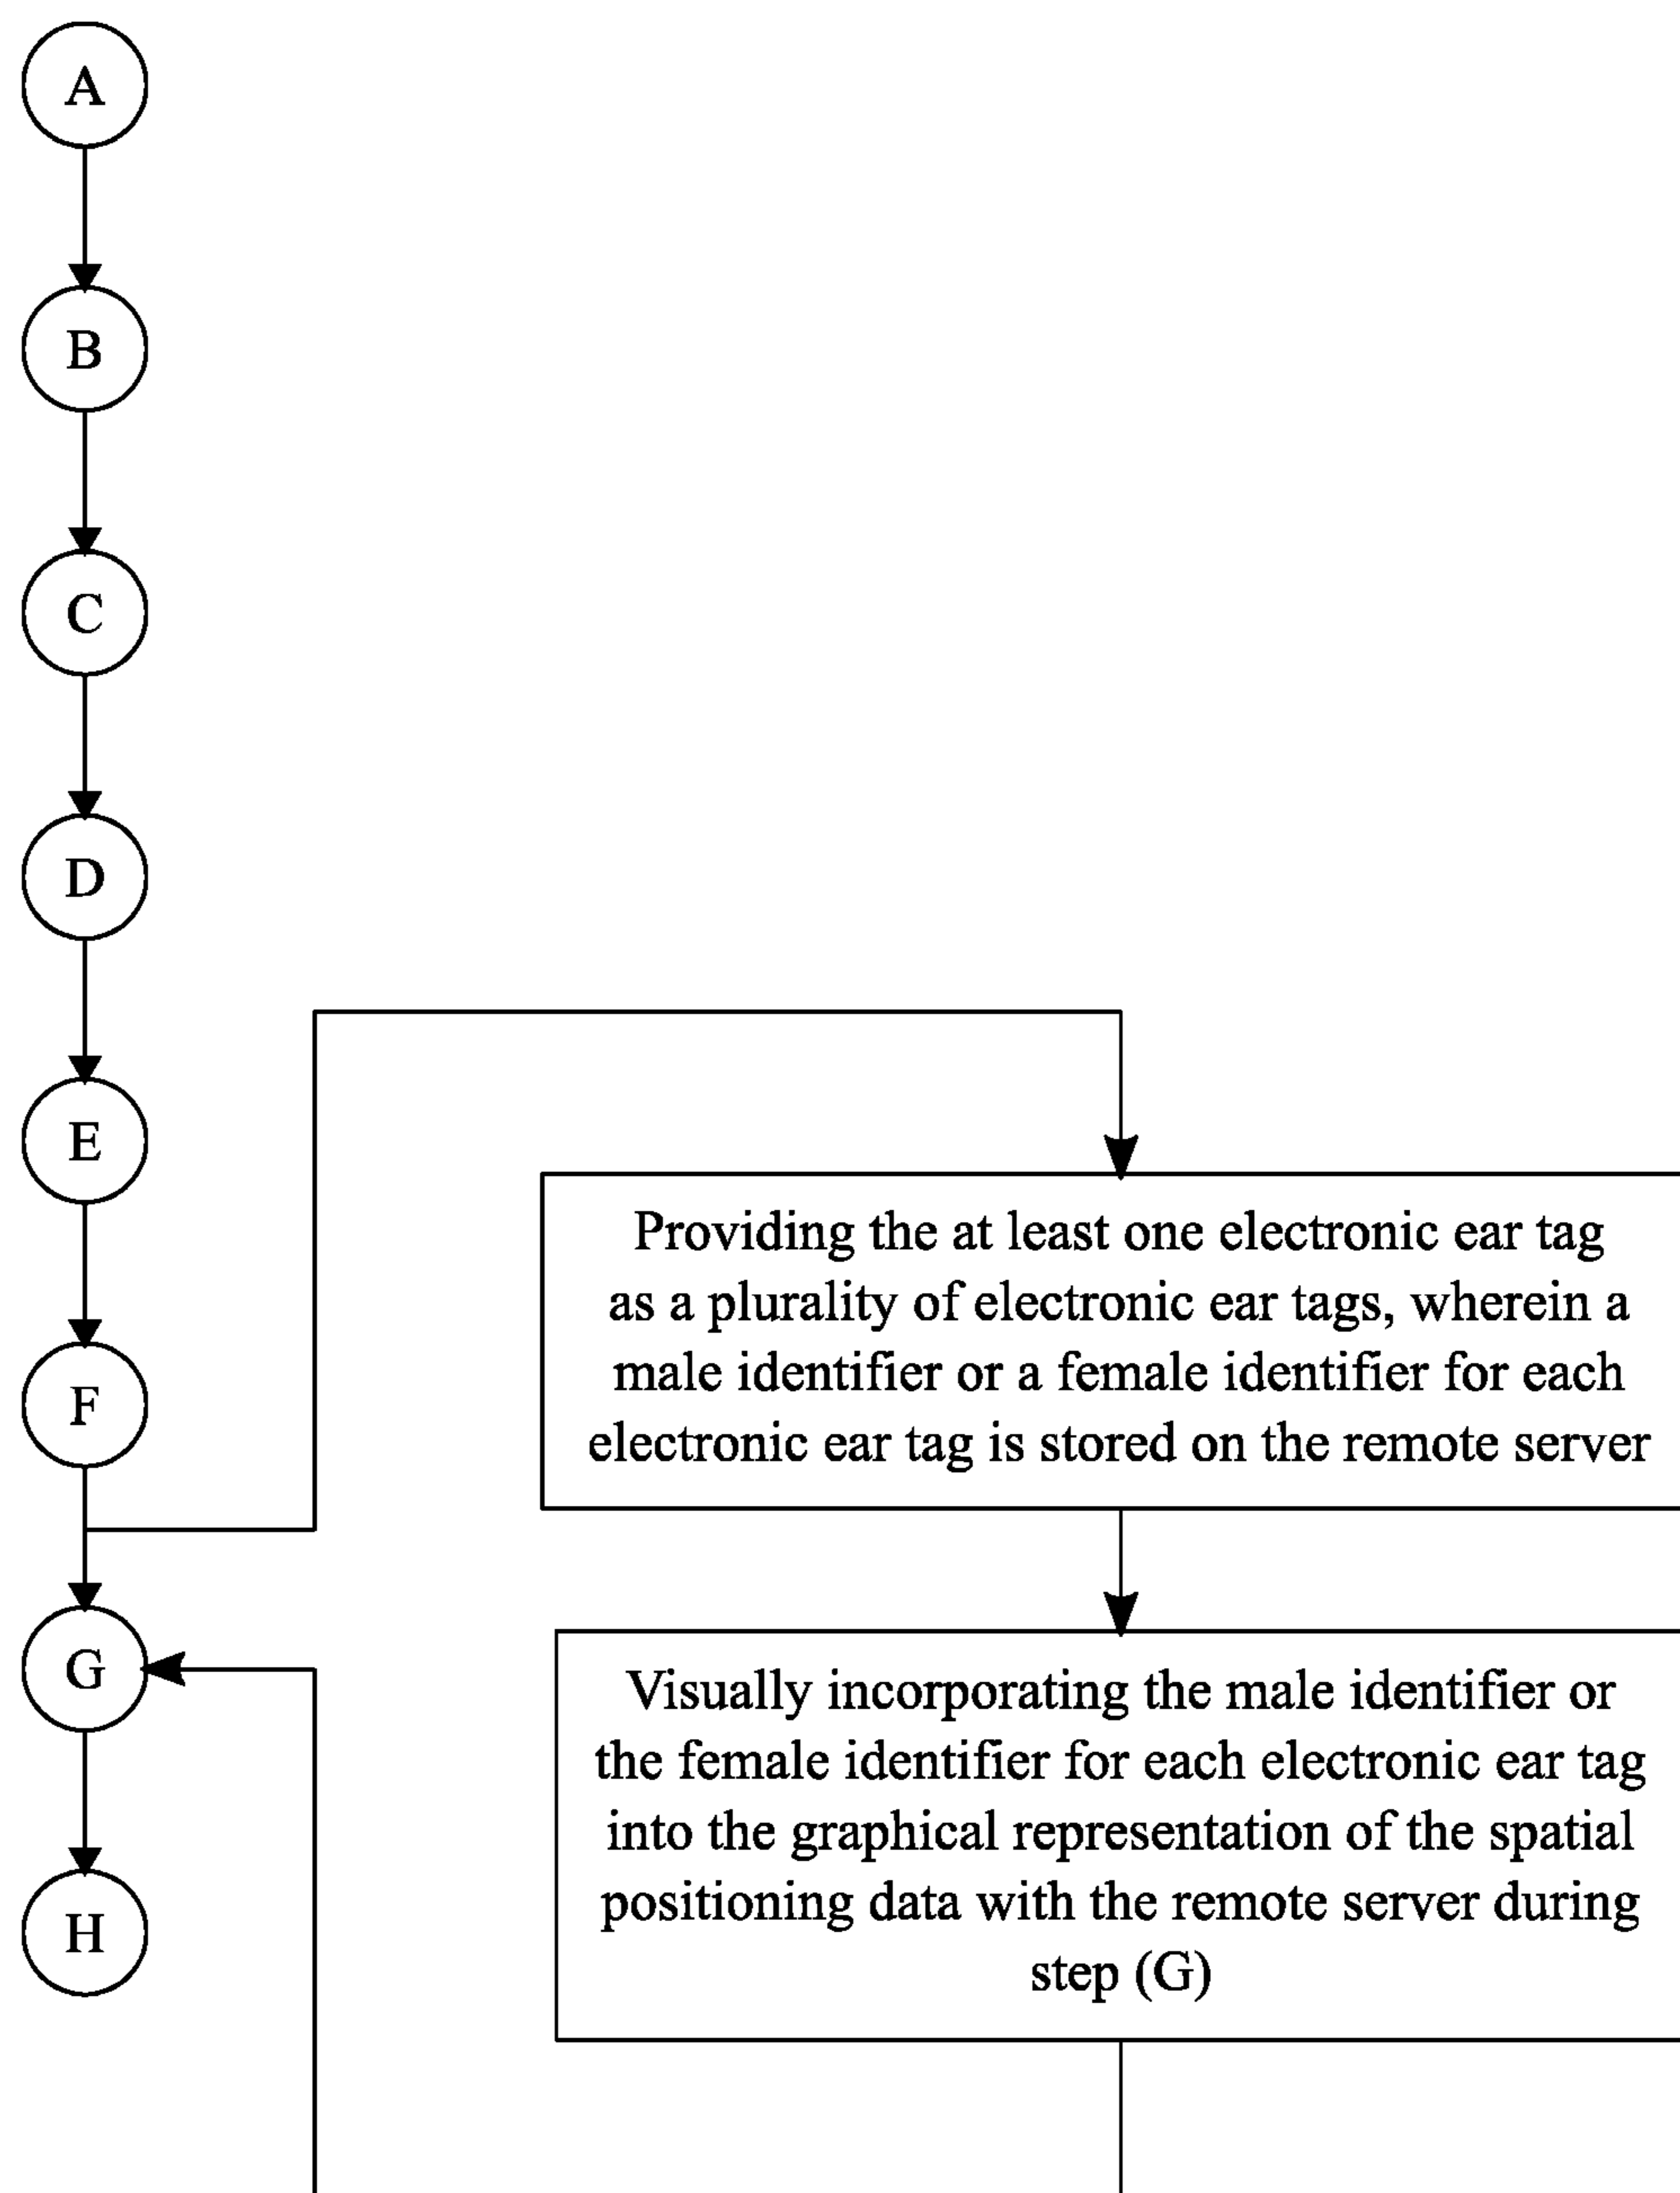 A
B
C
D
E
F
G
H
Providing the at least one electronic ear tag
as a plurality of electronic ear tags, wherein a
male identifier or a female identifier for each
electronic ear tag is stored on the remote server
Visually incorporating the male identifier or
the female identifier for each electronic ear tag
into the graphical representation of the spatial
positioning data with the remote server during
step (G)